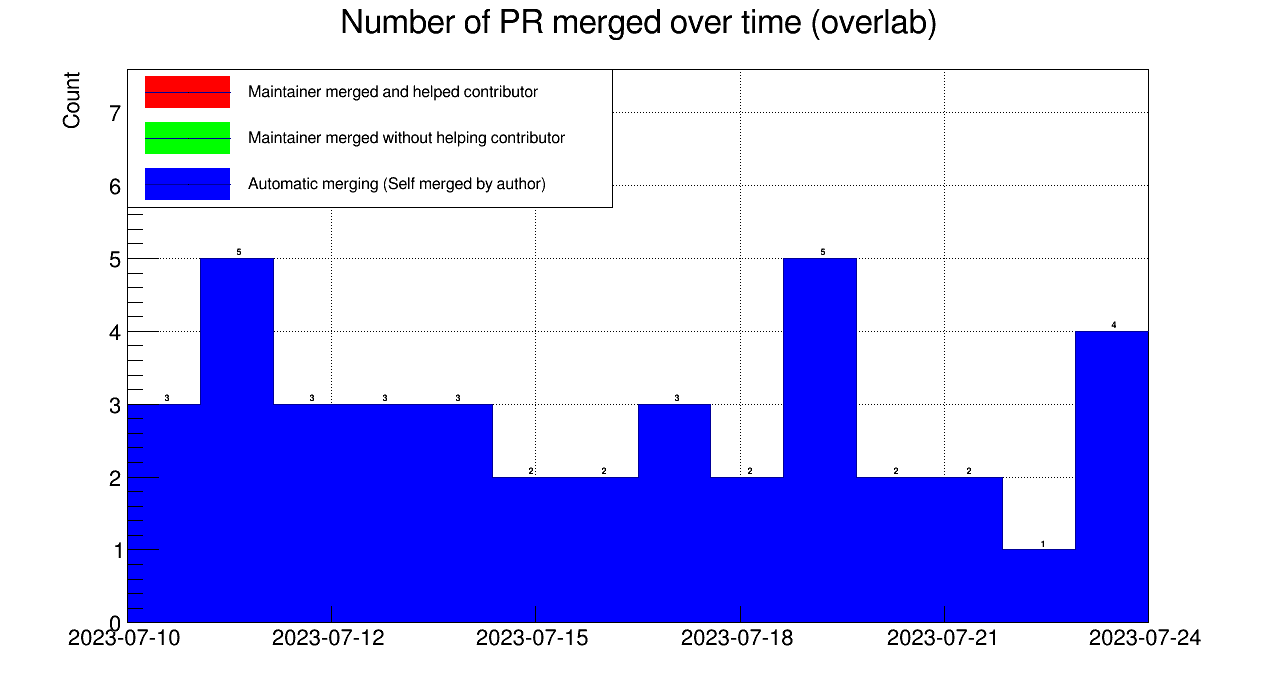 Number of PR merged over time (overlab)
Count
Maintainer merged and helped contributor
Maintainer merged without helping contributor
Automatic merging (Self merged by author)
7
6
5
4
3
2
1
0
3 5 3 3 3 2 2 3 2 5 2 2 1 4
2023-07-10 2023-07-12 2023-07-15 2023-07-18 2023-07-21 2023-07-24